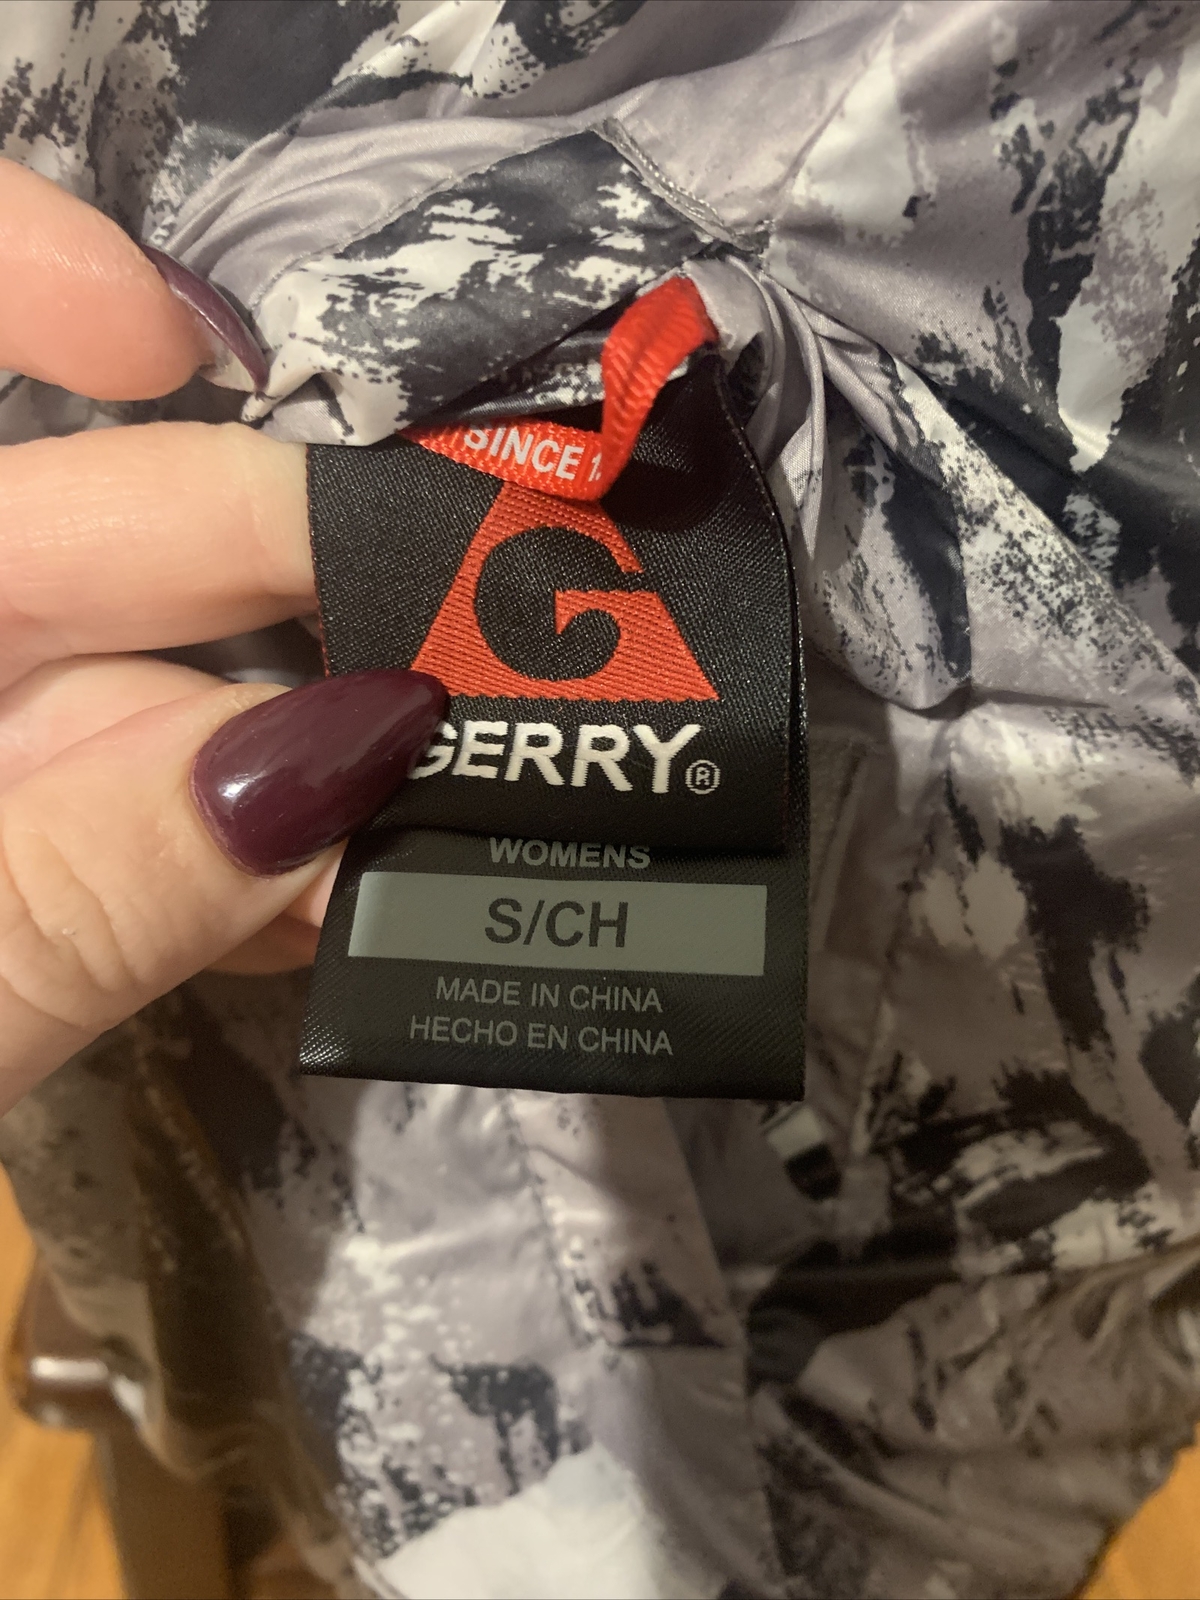 SINCE 1
G
GERRY®
WOMENS
S/CH
MADE IN CHINA
HECHO EN CHINA